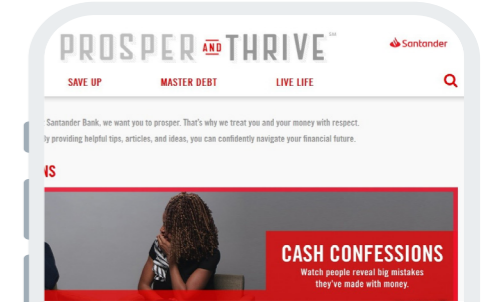 PROSPER AND THRIVE℠
Santander
SAVE UP MASTER DEBT LIVE LIFE
Santander Bank, we want you to prosper. That's why we treat you and your money with respect.
By providing helpful tips, articles, and ideas, you can confidently navigate your financial future.
NS
CASH CONFESSIONS
Watch people reveal big mistakes
they've made with money.